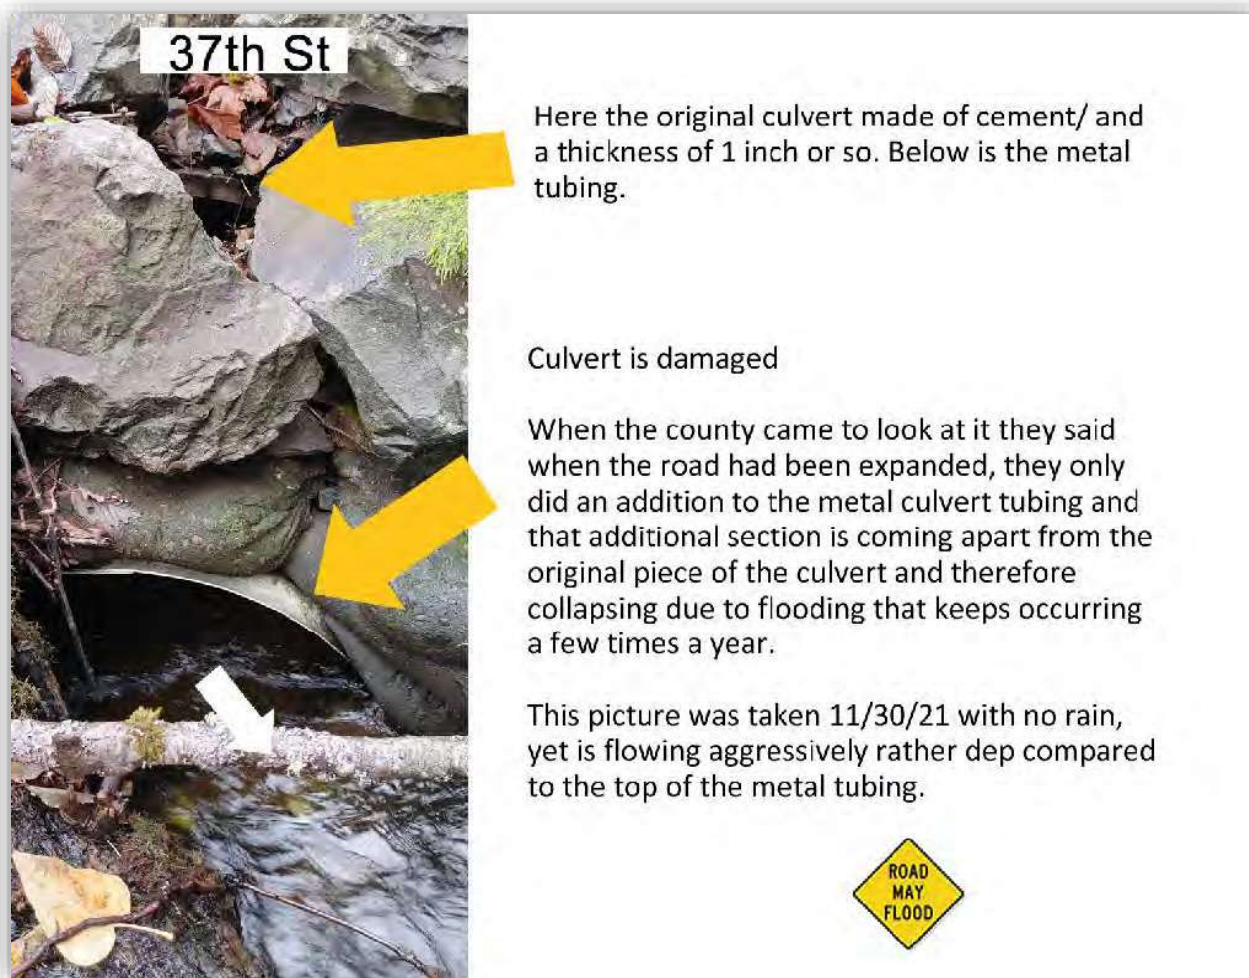 37th St
Here the original culvert made of cement/ and
a thickness of 1 inch or so. Below is the metal
tubing.
Culvert is damaged
When the county came to look at it they said
when the road had been expanded, they only
did an addition to the metal culvert tubing and
that additional section is coming apart from the
original piece of the culvert and therefore
collapsing due to flooding that keeps occurring
a few times a year.
This picture was taken 11/30/21 with no rain,
yet is flowing aggressively rather dep compared
to the top of the metal tubing.
ROAD
MAY
FLOOD